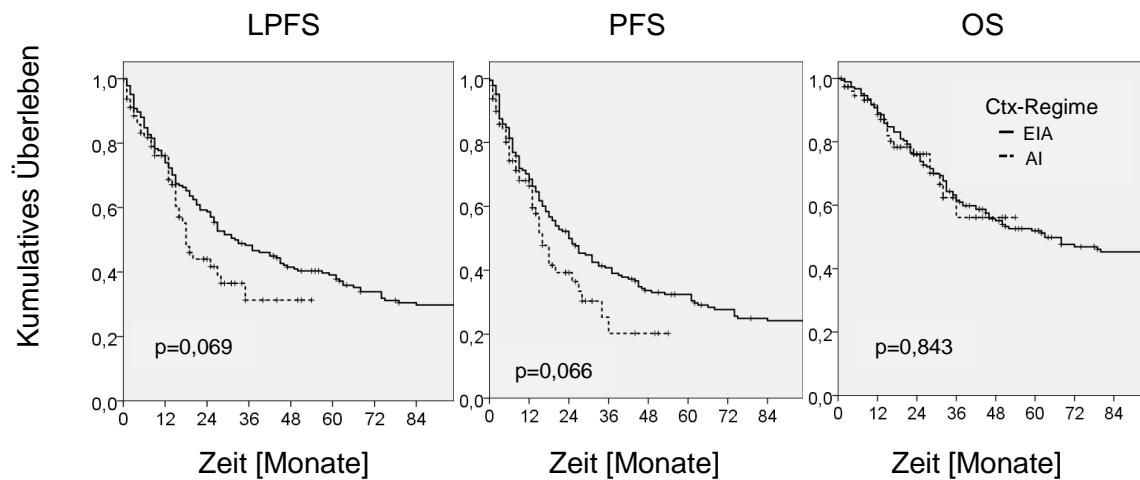 LPFS
PFS
OS
Kumulatives Überleben
1,0
0,8
0,6
0,4
0,2
0,0
p=0,069
0 12 24 36 48 60 72 84
Zeit [Monate]
1,0
0,8
0,6
0,4
0,2
0,0
p=0,066
0 12 24 36 48 60 72 84
Zeit [Monate]
1,0
0,8
0,6
0,4
0,2
0,0
Ctx-Regime
EIA
AI
p=0,843
0 12 24 36 48 60 72 84
Zeit [Monate]